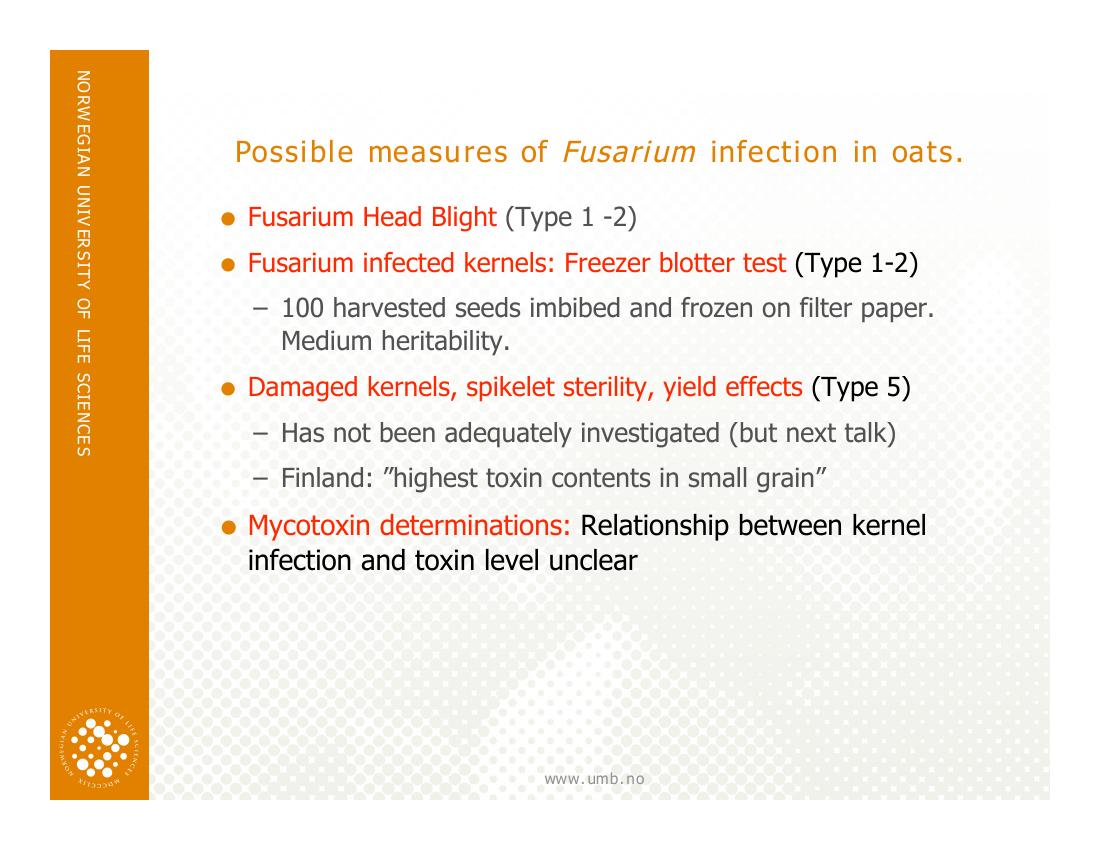 NORWEGIAN UNIVERSITY OF LIFE SCIENCES
Possible measures of Fusarium infection in oats.
● Fusarium Head Blight (Type 1 -2)
● Fusarium infected kernels: Freezer blotter test (Type 1-2)
– 100 harvested seeds imbibed and frozen on filter paper.
Medium heritability.
● Damaged kernels, spikelet sterility, yield effects (Type 5)
– Has not been adequately investigated (but next talk)
– Finland: ”highest toxin contents in small grain”
● Mycotoxin determinations: Relationship between kernel
infection and toxin level unclear
NORWEGIAN UNIVERSITY OF LIFE SCIENCES
MDCCCLIX
www.umb.no